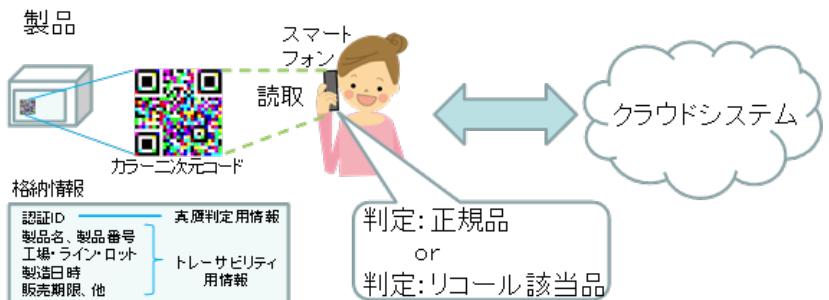 製品
スマート
フォン
読取
カラー二次元コード
クラウドシステム
格納情報
認証ID
真贋判定用情報
製品名、製品番号
工場・ライン・ロット
製造日時
販売期限、他
トレーサビリティ
用情報
判定:正規品
or
判定:リコール該当品